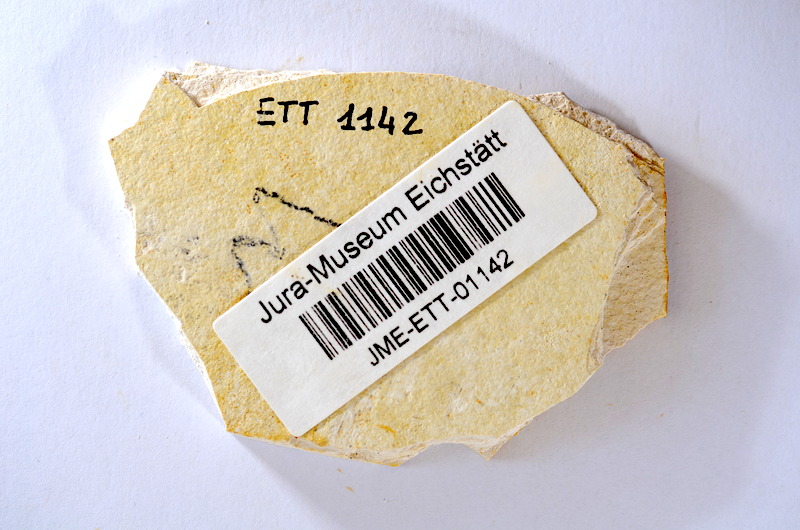 ETT 1142
Jura-Museum Eichstätt
JME-ETT-01142